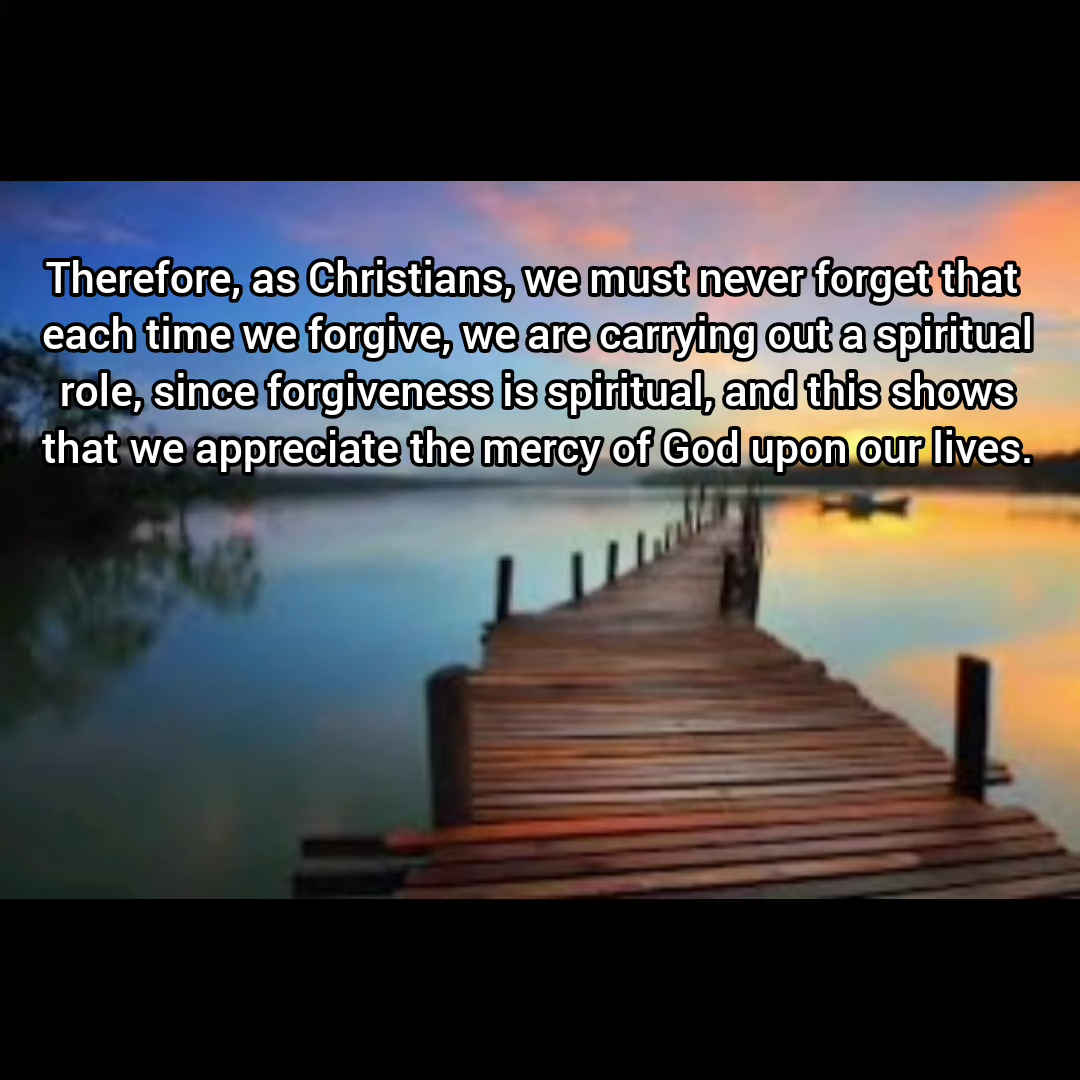 Therefore, as Christians, we must never forget that
each time we forgive, we are carrying out a spiritual
role, since forgiveness is spiritual, and this shows
that we appreciate the mercy of God upon our lives.